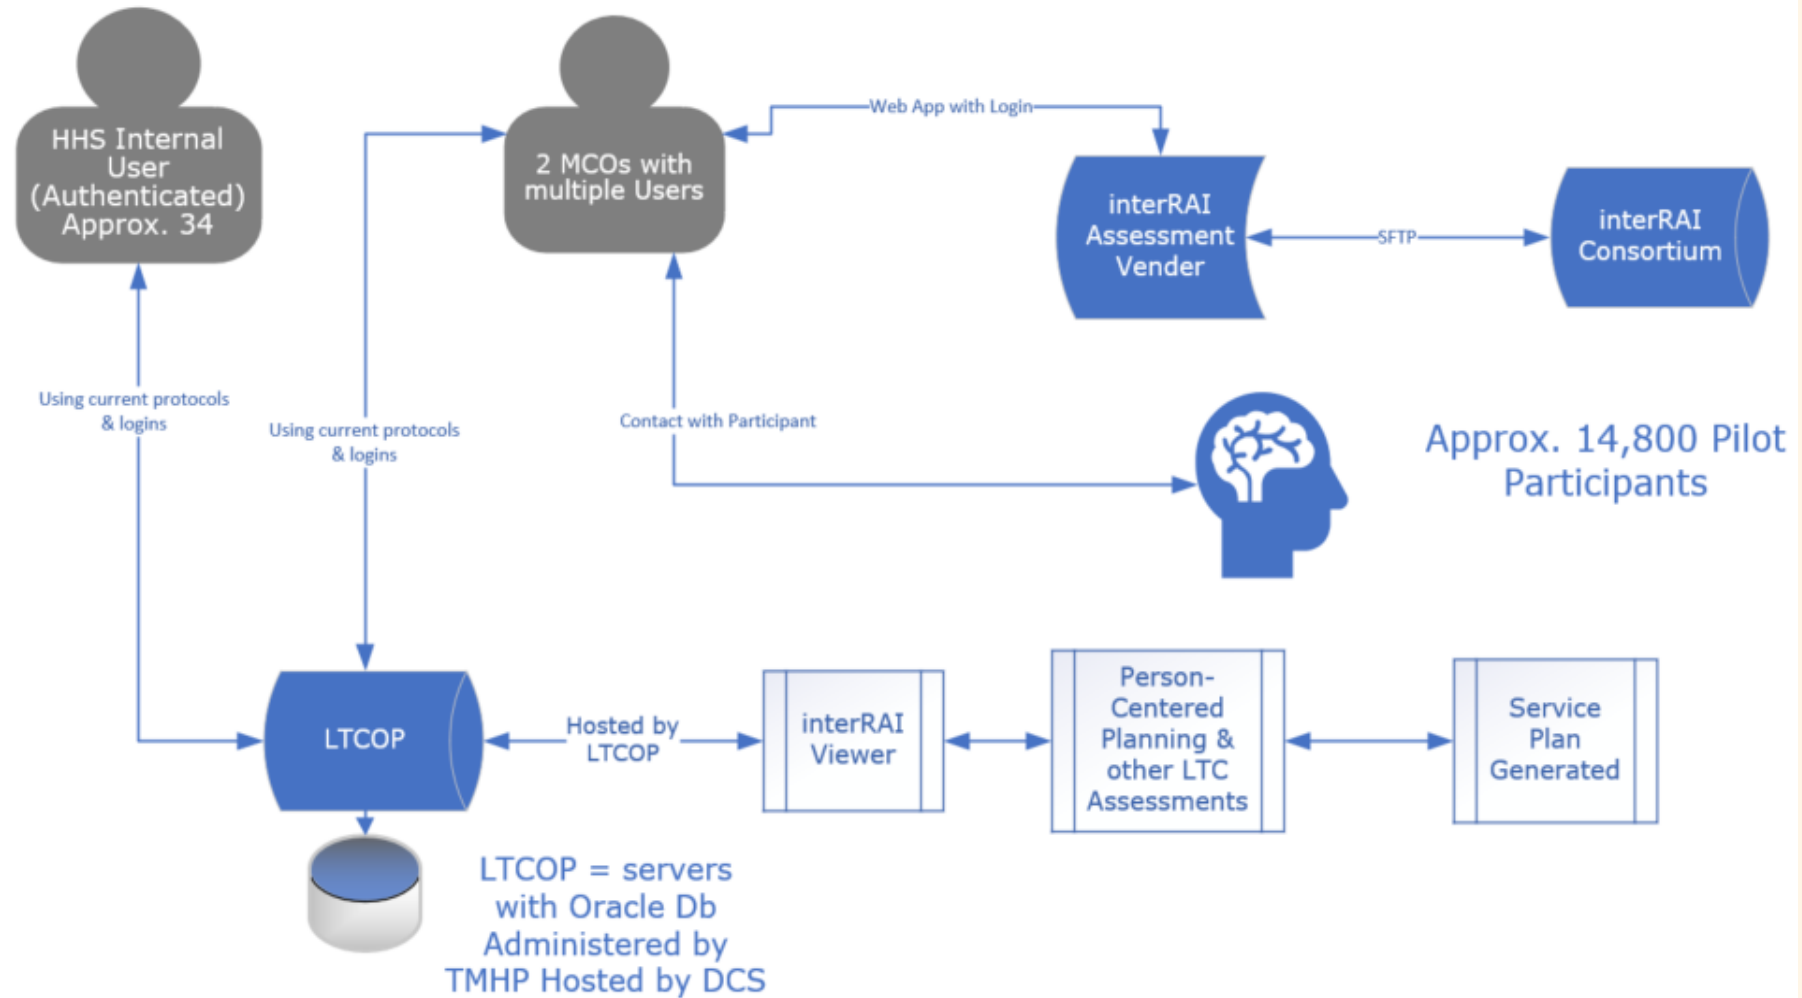 HHS Internal
User
(Authenticated)
Approx. 34
2 MCOs with
multiple Users
Web App with Login
interRAI
Assessment
Vender
SFTP
interRAI
Consortium
Using current protocols
& logins
Using current protocols
& logins
Contact with Participant
Approx. 14,800 Pilot
Participants
LTCOP
Hosted by
LTCOP
interRAI
Viewer
Person-
Centered
Planning &
other LTC
Assessments
Service
Plan
Generated
LTCOP = servers
with Oracle Db
Administered by
TMHP Hosted by DCS